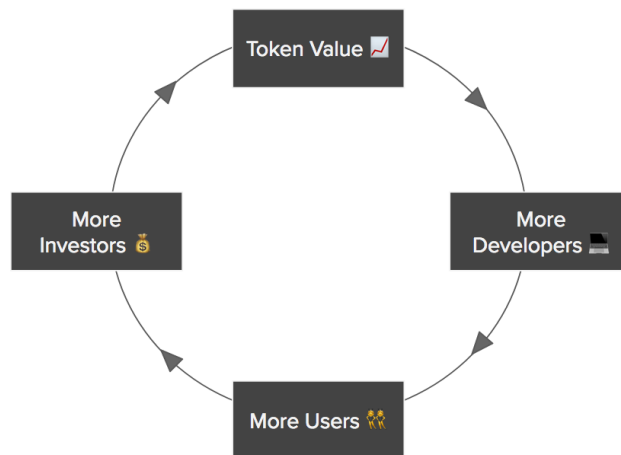 Token Value 📈
More
Investors 💰
More
Developers 💻
More Users 👯